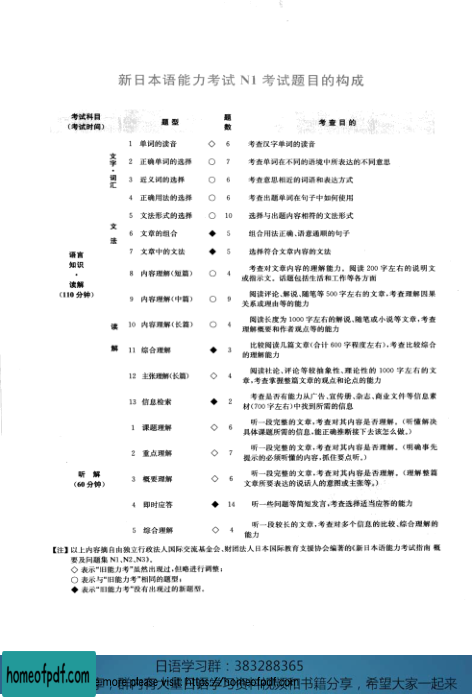 新日本语能力考试 N1 考试题目的构成
考试科目
(考试时间)
题 型
题
数
考 查 目 的
语言
知识
·
读解
(110 分钟)
文字·词汇
1 单词的读音 ◇ 6 考查汉字单词的读音
2 正确单词的选择 ○ 7 考查单词在不同的语境中所表达的不同意思
3 近义词的选择 ○ 6 考查意思相近的词语和表达方式
4 正确用法的选择 ○ 6 考查出题单词在句子中如何使用
文法
5 文法形式的选择 ○ 10 选择与出题内容相符的文法形式
6 文章的组合 ◆ 5 组合用法正确、语意通顺的句子
7 文章中的文法 ◆ 5 选择符合文章内容的文法
读解
8 内容理解(短篇) ○ 4 考查对文章内容的理解能力。阅读 200 字左右的说明文
或指示文。话题包括生活和工作等各方面
9 内容理解(中篇) ○ 9 阅读评论、解说、随笔等 500 字左右的文章,考查理解因果
关系或理由等的能力
10 内容理解(长篇) ○ 4 阅读长度为 1000 字左右的解说、随笔或小说等文章,考查
理解概要和作者观点等的能力
11 综合理解 ◆ 3 比较阅读几篇文章(合计 600 字程度左右),考查比较综合
的理解能力
12 主张理解(长篇) ◇ 4 阅读社论、评论等较抽象性、理论性的 1000 字左右的文
章,考查掌握整篇文章的观点和论点的能力
13 信息检索 ◆ 2 考查是否有能力从广告、宣传册、杂志、商业文件等信息素
材(700 字左右)中找到所需的信息
听 解
(60 分钟)
1 课题理解 ◇ 6 听一段完整的文章,考查对其内容是否理解。(听懂解决
具体课题所需的信息,能正确推断接下去该怎么做。)
2 重点理解 ◇ 7 听一段完整的文章,考查对其内容是否理解。(明确事先
提示的必须听懂的内容,抓住要点听。)
3 概要理解 ◇ 6 听一段完整的文章,考查对其内容是否理解。(理解整篇
文章所要表达的说话人的意图或主张等。)
4 即时应答 ◆ 14 听一些问题等简短发言,考查选择适当应答的能力
5 综合理解 ◇ 4 听一段较长的文章,考查对多个信息的比较、综合理解的
能力
【注】以上内容摘自由独立行政法人国际交流基金会、财团法人日本国际教育支援协会编著的《新日本语能力考试指南 概
要及问题集 N1、N2、N3》。
◇ 表示"旧能力考"虽然出现过,但略进行调整;
○ 表示与"旧能力考"相同的题型;
◆ 表示"旧能力考"没有出现过的新题型。
日语学习群:383288365
homeofpdf.com
more please visit: https://homeofpdf.com
群内有大量日语学习资料视频和书籍分享,希望大家一起来